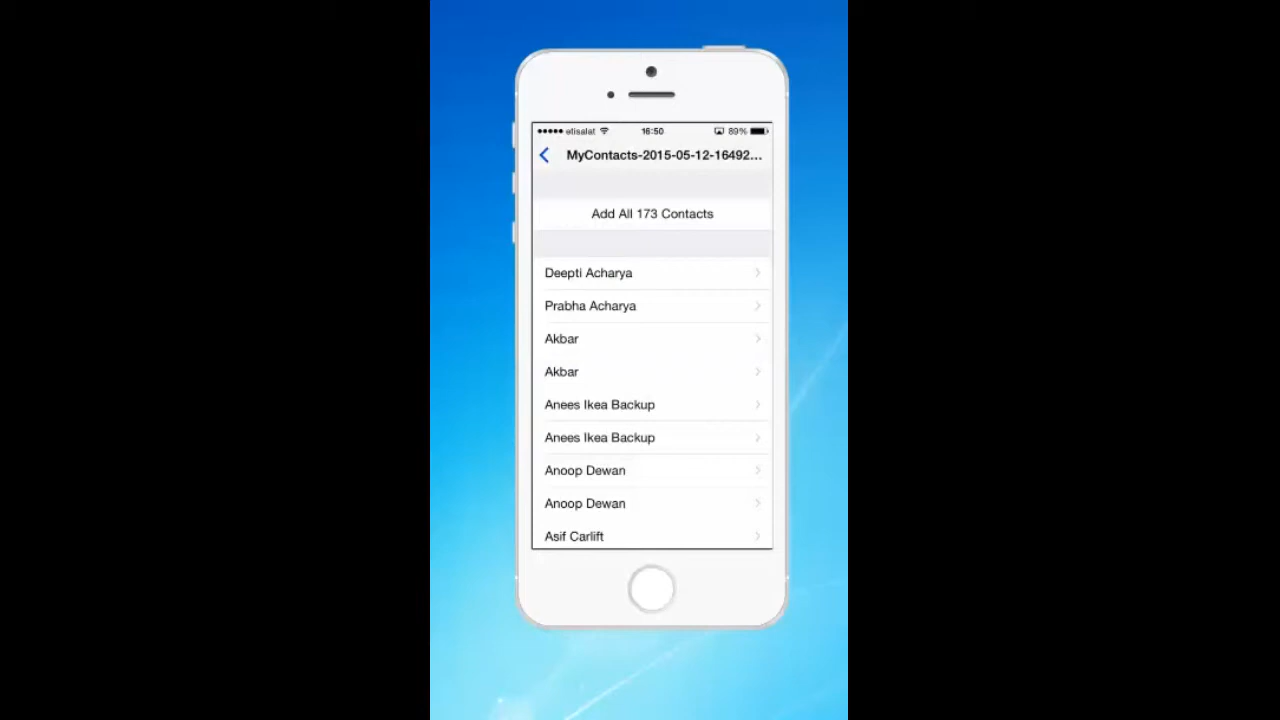 etisalat 16:50 89%
MyContacts-2015-05-12-16492...
Add All 173 Contacts
Deepti Acharya
Prabha Acharya
Akbar
Akbar
Anees Ikea Backup
Anees Ikea Backup
Anoop Dewan
Anoop Dewan
Asif Carlift